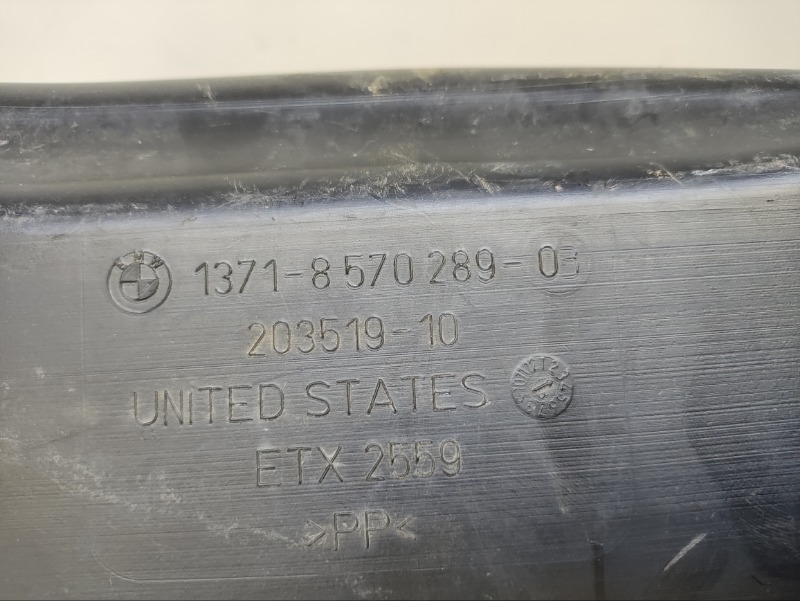 BMW
1371-8 570 289-03
203519-10
UNITED STATES
ETX 2559
>PP<